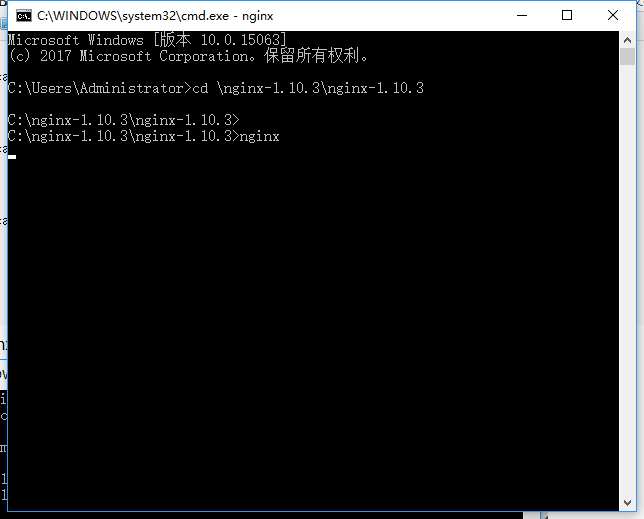 C:\WINDOWS\system32\cmd.exe - nginx
Microsoft Windows [版本 10.0.15063]
(c) 2017 Microsoft Corporation。保留所有权利。
C:\Users\Administrator>cd \nginx-1.10.3\nginx-1.10.3
C:\nginx-1.10.3\nginx-1.10.3>
C:\nginx-1.10.3\nginx-1.10.3>nginx